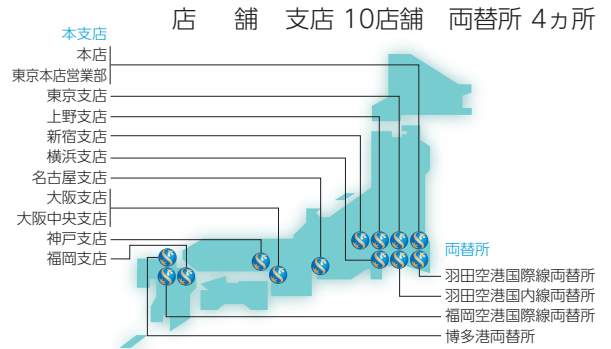 店舗 支店 10店舗 両替所 4ヵ所
本支店
本店
東京本店営業部
東京支店
上野支店
新宿支店
横浜支店
名古屋支店
大阪支店
大阪中央支店
神戸支店
福岡支店
両替所
羽田空港国際線両替所
羽田空港国内線両替所
福岡空港国際線両替所
博多港両替所